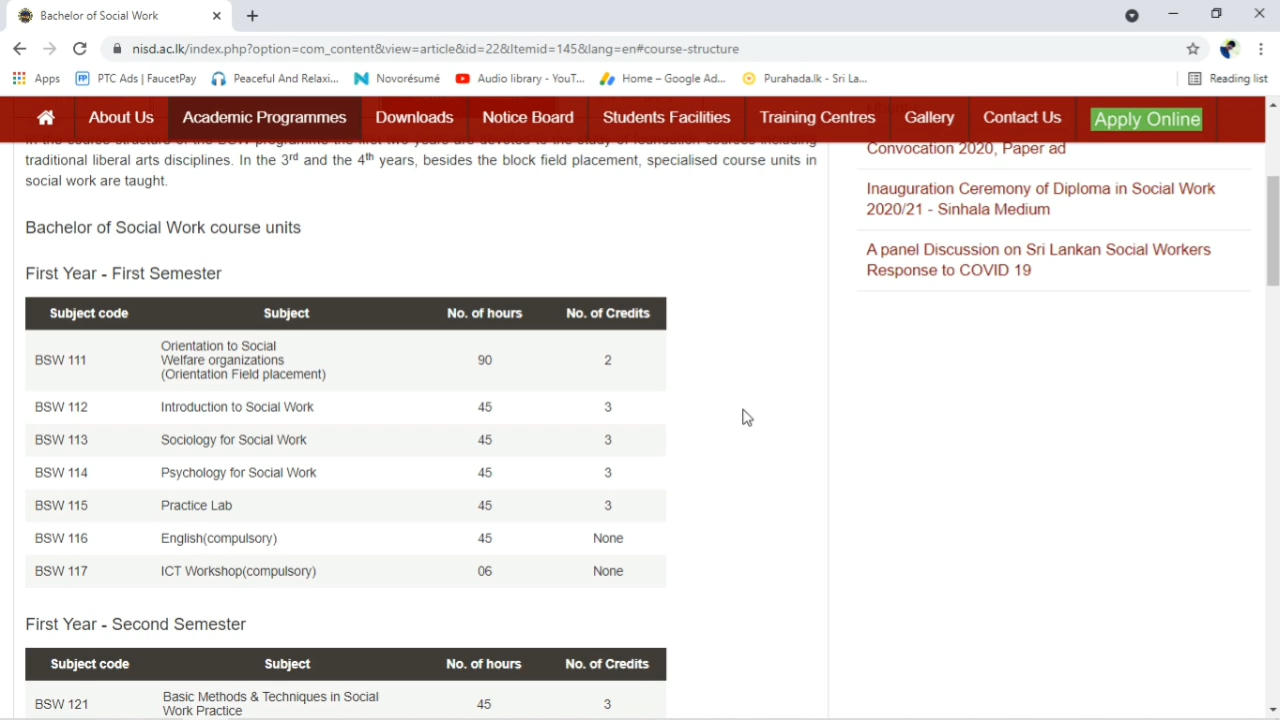 Bachelor of Social Work
nisd.ac.lk/index.php?option=com_content&view=article&id=22&Itemid=145&lang=en#course-structure
Apps PTC Ads | FaucetPay Peaceful And Relaxi... Novorésumé Audio library - YouT... Home – Google Ad... Purahada.lk - Sri La... Reading list
About Us Academic Programmes Downloads Notice Board Students Facilities Training Centres Gallery Contact Us Apply Online
traditional liberal arts disciplines. In the 3rd and the 4th years, besides the block field placement, specialised course units in
social work are taught.
Bachelor of Social Work course units
First Year - First Semester
Subject code Subject No. of hours No. of Credits
BSW 111 Orientation to Social
Welfare organizations
(Orientation Field placement) 90 2
BSW 112 Introduction to Social Work 45 3
BSW 113 Sociology for Social Work 45 3
BSW 114 Psychology for Social Work 45 3
BSW 115 Practice Lab 45 3
BSW 116 English(compulsory) 45 None
BSW 117 ICT Workshop(compulsory) 06 None
First Year - Second Semester
Subject code Subject No. of hours No. of Credits
BSW 121 Basic Methods & Techniques in Social
Work Practice 45 3
Convocation 2020, Paper ad
Inauguration Ceremony of Diploma in Social Work
2020/21 - Sinhala Medium
A panel Discussion on Sri Lankan Social Workers
Response to COVID 19